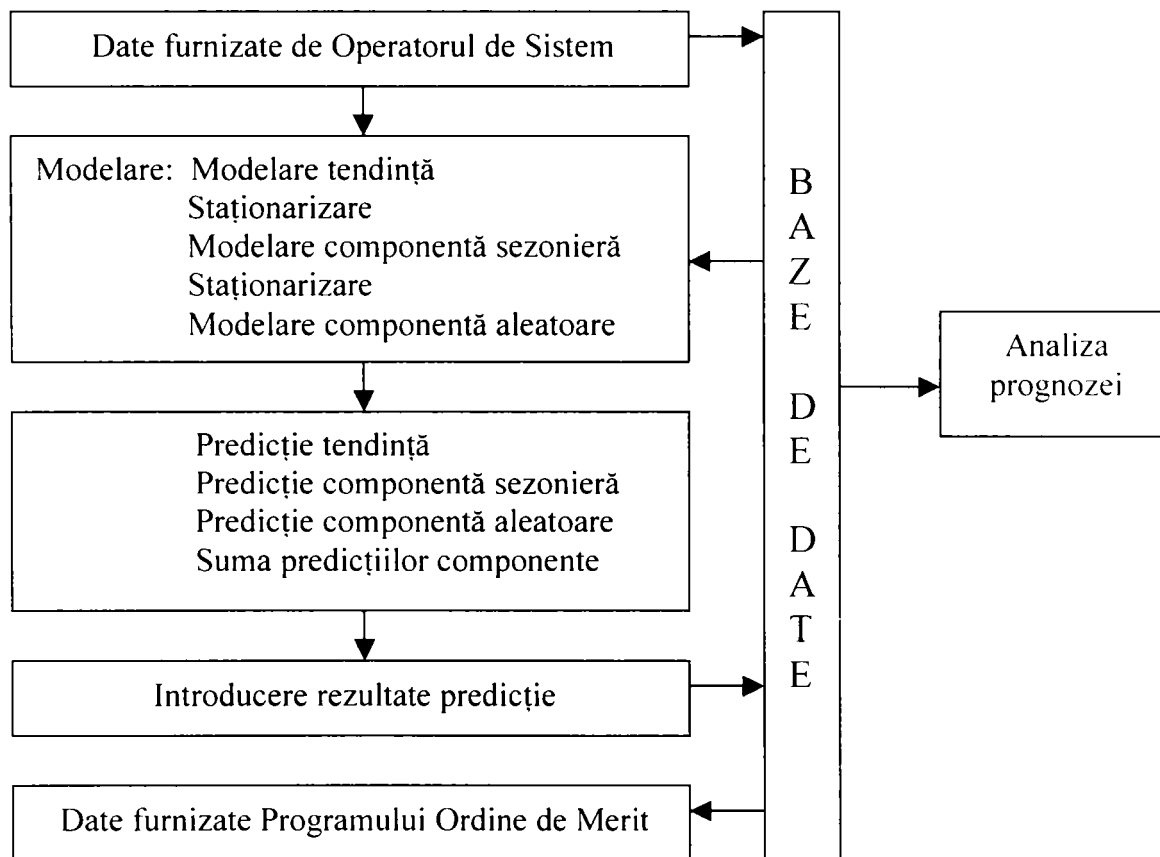 Date furnizate de Operatorul de Sistem
Modelare: Modelare tendință
Staționarizare
Modelare componentă sezonieră
Staționarizare
Modelare componentă aleatoare
Predicție tendință
Predicție componentă sezonieră
Predicție componentă aleatoare
Suma predicțiilor componente
Introducere rezultate predicție
Date furnizate Programului Ordine de Merit
B
A
Z
E
D
E
D
A
T
E
Analiza
prognozei